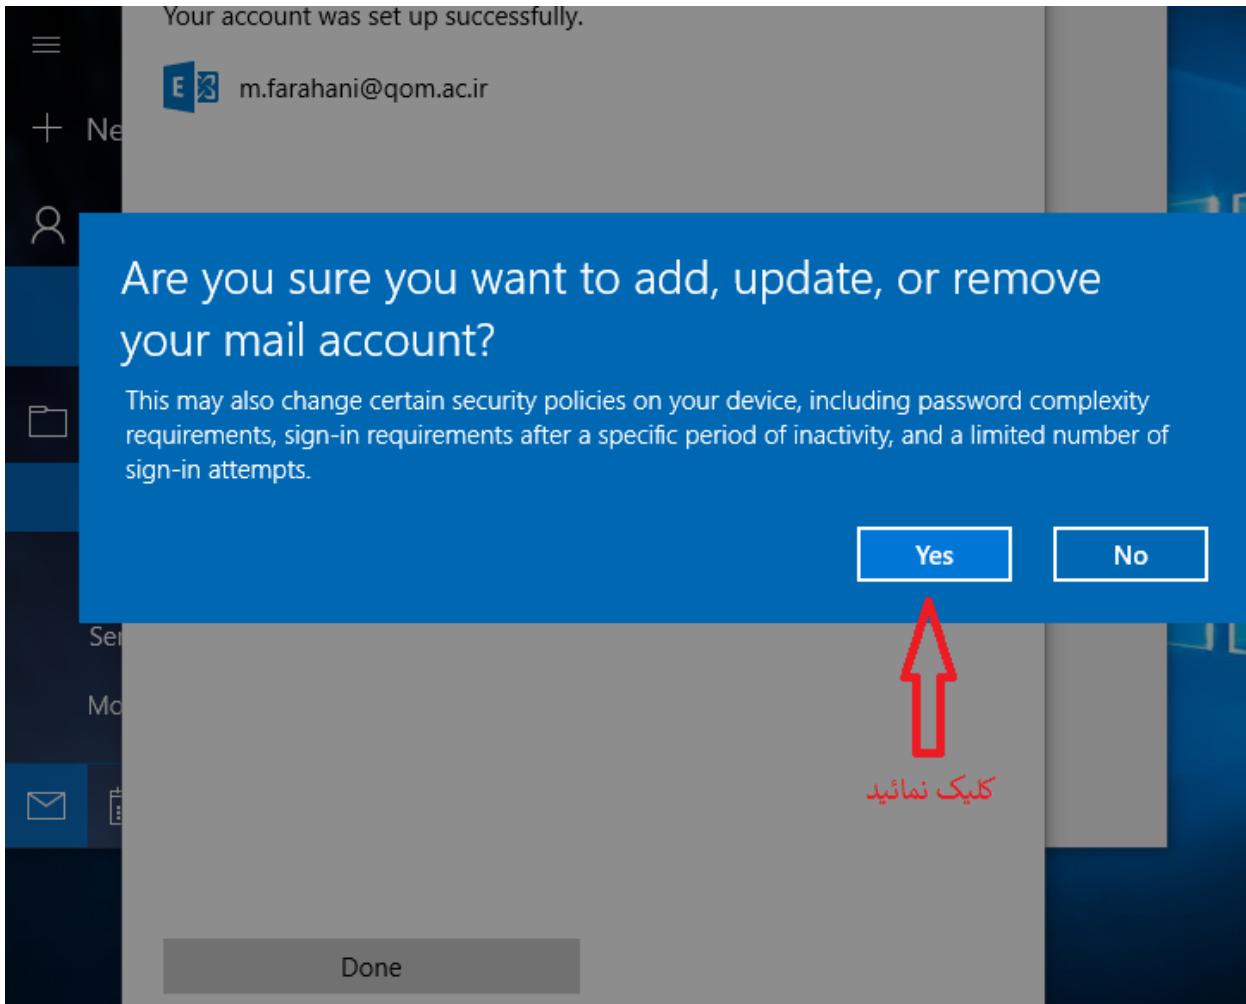 Your account was set up successfully.
E
m.farahani@qom.ac.ir
Ne
Are you sure you want to add, update, or remove
your mail account?
This may also change certain security policies on your device, including password complexity
requirements, sign-in requirements after a specific period of inactivity, and a limited number of
sign-in attempts.
Yes
No
Ser
Mo
کلیک نمائید
Done